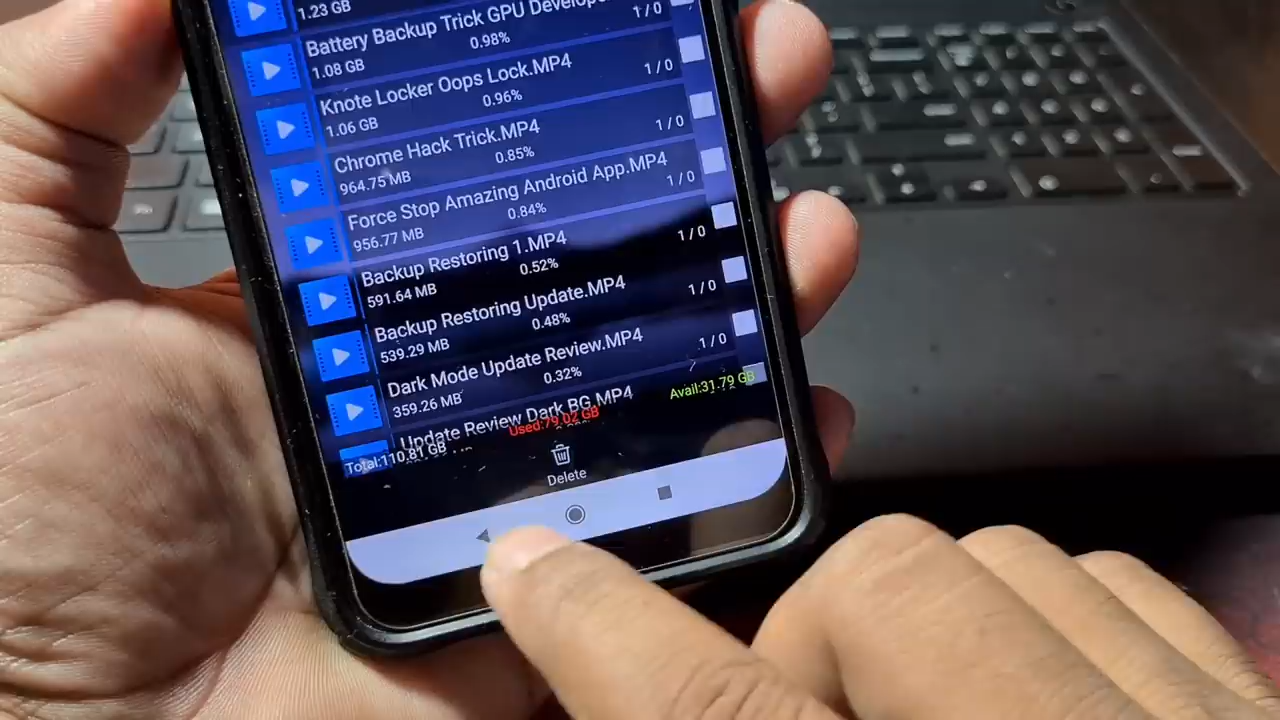 1.23 GB
Battery Backup Trick GPU Develope
0.98%
1 / 0
1.08 GB
Knote Locker Oops Lock.MP4
0.96%
1 / 0
1.06 GB
Chrome Hack Trick.MP4
0.85%
1 / 0
964.75 MB
Force Stop Amazing Android App.MP4
0.84%
1 / 0
956.77 MB
Backup Restoring 1.MP4
0.52%
1 / 0
591.64 MB
Backup Restoring Update.MP4
0.48%
1 / 0
539.29 MB
Dark Mode Update Review.MP4
0.32%
1 / 0
359.26 MB
Update Review Dark BG.MP4
Total:110.81 GB
Used:79.02 GB
Avail:31.79 GB
Delete